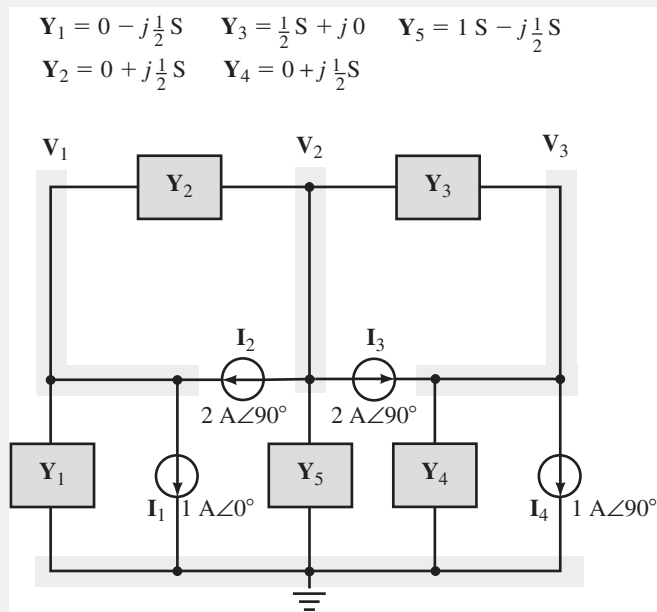 Y₁ = 0 − j½ S Y₃ = ½ S + j0 Y₅ = 1 S − j½ S
Y₂ = 0 + j½ S Y₄ = 0 + j½ S
V₁ V₂ V₃
Y₂ Y₃
I₂ I₃
2 A∠90° 2 A∠90°
Y₁ Y₅ Y₄
I₁ 1 A∠0° I₄ 1 A∠90°